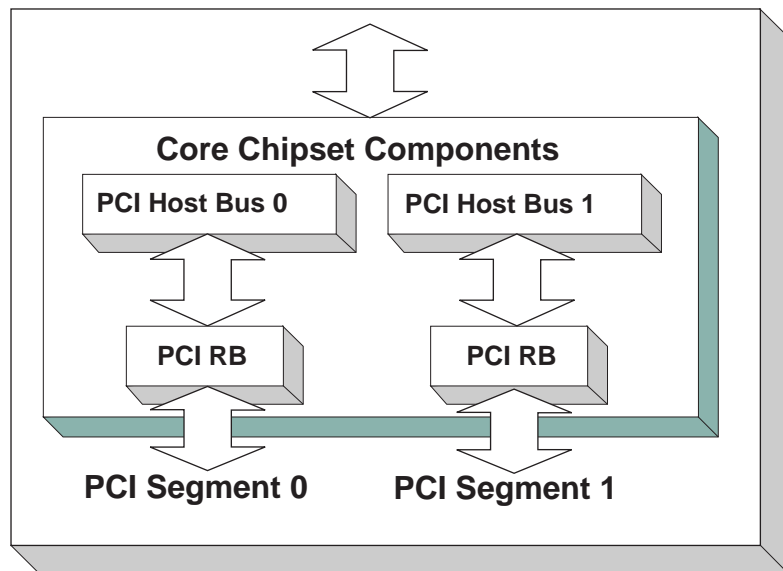 Core Chipset Components
PCI Host Bus 0
PCI Host Bus 1
PCI RB
PCI RB
PCI Segment 0
PCI Segment 1